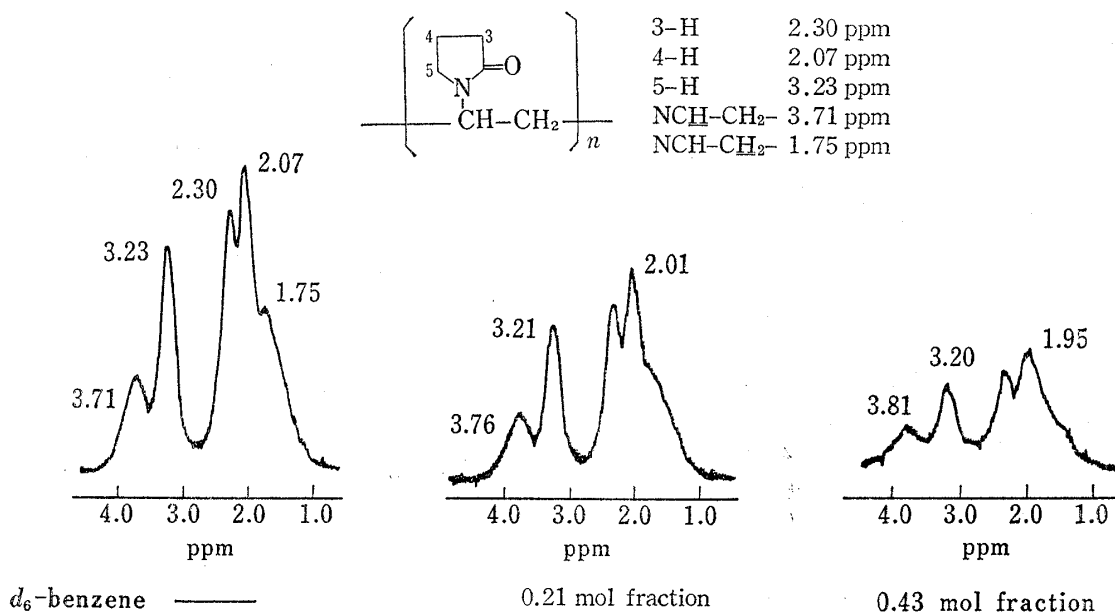 4 3
5 N =O
CH-CH₂
n
3-H 2.30 ppm
4-H 2.07 ppm
5-H 3.23 ppm
NCH-CH₂- 3.71 ppm
NCH-CH₂- 1.75 ppm
3.71 3.23 2.30 2.07 1.75
3.76 3.21 2.01
3.81 3.20 1.95
4.0 3.0 2.0 1.0
ppm
4.0 3.0 2.0 1.0
ppm
4.0 3.0 2.0 1.0
ppm
d₆-benzene
0.21 mol fraction
0.43 mol fraction